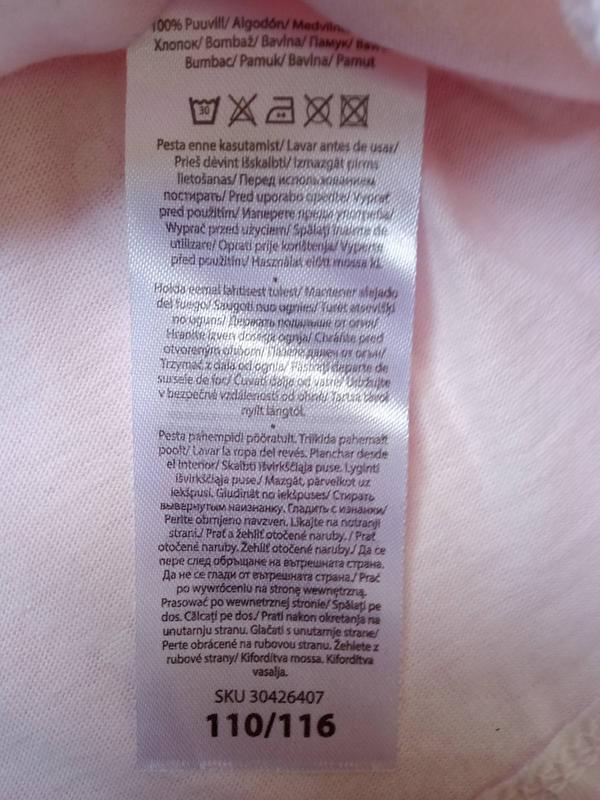 100% Puuvill/ Algodón/ Medvilnė
Хлопок/ Bombaž/ Bavlna/ Памук/
Bumbac/ Pamuk/ Bavlna/ Pamut
30
Pesta enne kasutamist/ Lavar antes de usar/
Prieš dėvint išskalbti/ Izmazgāt pirms
lietošanas/ Перед использованием
постирать/ Pred uporabo operite/ Vyprať
pred použitím/ Изперете преди употреба/
Wyprać przed użyciem/ Spălați înainte de
utilizare/ Oprati prije korištenja/ Vyperte
před použitím/ Használat előtt mossa ki.
•
Hoida eemal lahtisest tulest/ Mantener alejado
del fuego/ Saugoti nuo ugnies/ Turēt atsevišķi
no uguns/ Держать подальше от огня/
Hranite izven dosega ognja/ Chráňte pred
otvoreným ohňom/ Пазете далеч от огън/
Trzymać z dala od ognia/ Păstrați departe de
sursele de foc/ Čuvati dalje od vatre/ Udržujte
v bezpečné vzdálenosti od ohně/ Tartsa távol
nyílt lángtól.
•
Pesta pahempidi pööratult. Triikida pahemalt
poolt/ Lavar la ropa del revés. Planchar desde
el interior/ Skalbti išvirkščiąja puse. Lyginti
išvirkščiąja puse./ Mazgāt, pārvelkot uz
iekšpusi. Gludināt no iekšpuses/ Стирать
вывернутым наизнанку. Гладить с изнанки/
Perite obrnjeno navzven. Likajte na notranji
strani./ Prať a žehliť otočené naruby. / Prať
otočené naruby. Žehliť otočené naruby./ Да се
пере след обръщане на вътрешната страна.
Да не се глади от вътрешната страна./ Prać
po wywróceniu na stronę wewnętrzną.
Prasować po wewnetrznej stronie/ Spălați pe
dos. Călcați pe dos./ Prati nakon okretanja na
unutarnju stranu. Glačati s unutarnje strane/
Perte obrácené na rubovou stranu. Žehlete z
rubové strany/ Kifordítva mossa. Kifordítva
vasalja.
SKU 30426407
110/116